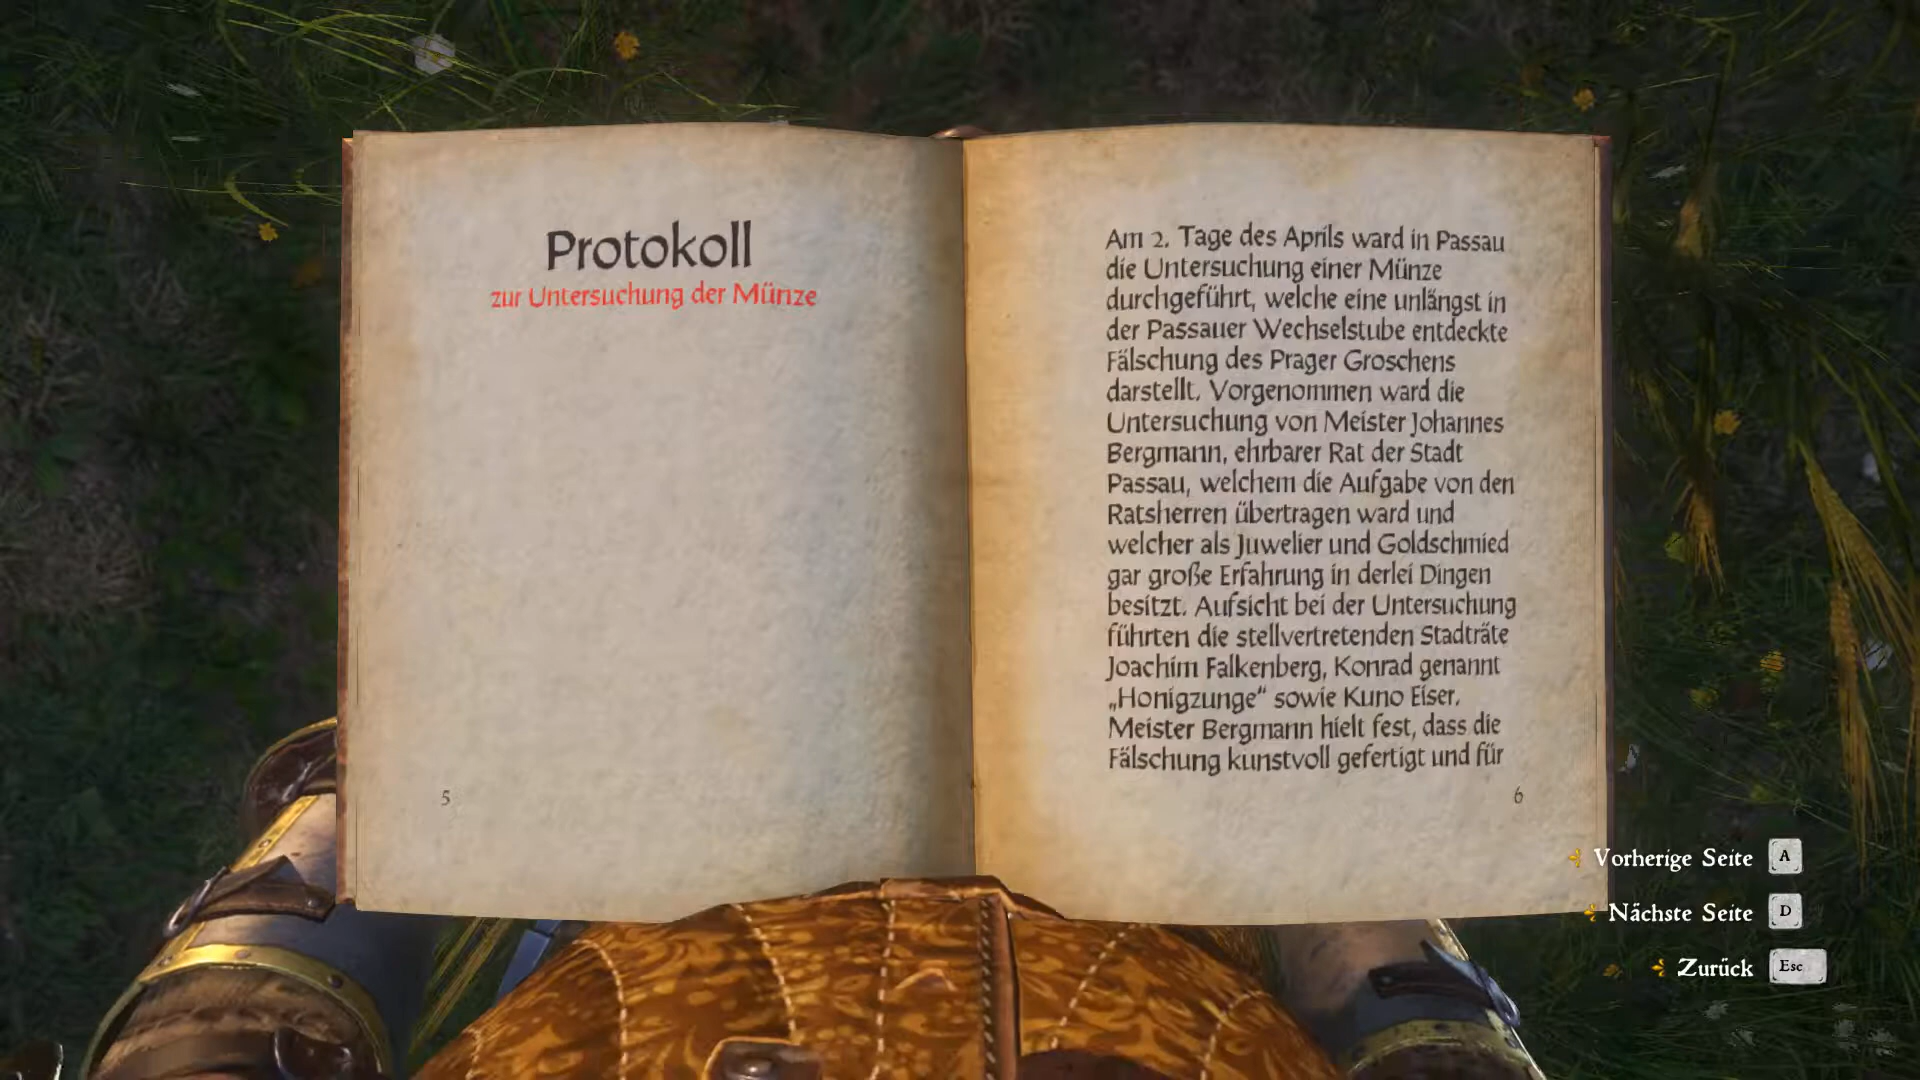 Protokoll
zur Untersuchung der Münze
5
Am 2. Tage des Aprils ward in Passau
die Untersuchung einer Münze
durchgeführt, welche eine unlängst in
der Passauer Wechselstube entdeckte
Fälschung des Prager Groschens
darstellt. Vorgenommen ward die
Untersuchung von Meister Johannes
Bergmann, ehrbarer Rat der Stadt
Passau, welchem die Aufgabe von den
Ratsherren übertragen ward und
welcher als Juwelier und Goldschmied
gar große Erfahrung in derlei Dingen
besitzt. Aufsicht bei der Untersuchung
führten die stellvertretenden Stadträte
Joachim Falkenberg, Konrad genannt
„Honigzunge“ sowie Kuno Eiser.
Meister Bergmann hielt fest, dass die
Fälschung kunstvoll gefertigt und für
6
Vorherige Seite A
Nächste Seite D
Zurück Esc